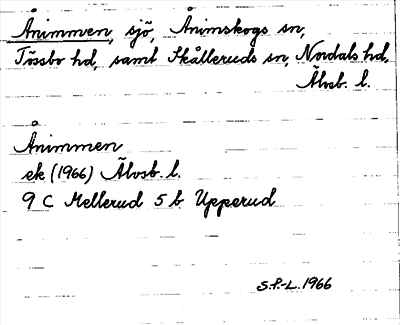 Ånimmen, sjö, Ånimskogs sn,
Tössbo hd, samt Skålleruds sn, Nordals hd,
Älvsb. l.
Ånimmen
ek (1966) Älvsb. l.
9 C Mellerud 5 b Upperud
S.F.-L. 1966